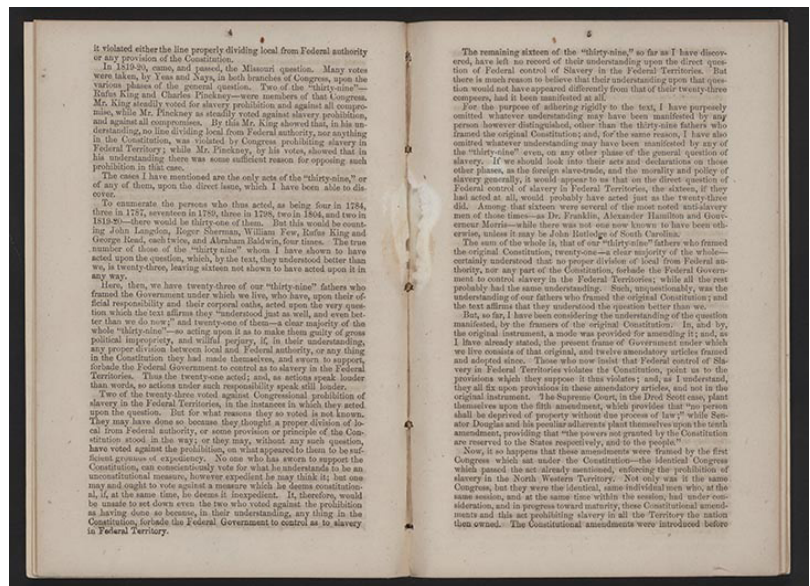 4
it violated either the line properly dividing local from Federal authority
or any provision of the Constitution.
In 1819-20, came, and passed, the Missouri question. Many votes
were taken, by Yeas and Nays, in both branches of Congress, upon the
various phases of the general question. Two of the "thirty-nine"—
Rufus King and Charles Pinckney—were members of that Congress.
Mr. King steadily voted for slavery prohibition and against all compro-
mise, while Mr. Pinckney as steadily voted against slavery prohibition,
and against all compromises. By this Mr. King showed that, in his un-
derstanding, no line dividing local from Federal authority, nor anything
in the Constitution, was violated by Congress prohibiting slavery in
Federal Territory; while Mr. Pinckney, by his votes, showed that in
his understanding there was some sufficient reason for opposing such
prohibition in that case.
The cases I have mentioned are the only acts of the "thirty-nine," or
of any of them, upon the direct issue, which I have been able to dis-
cover.
To enumerate the persons who thus acted, as being four in 1784,
three in 1787, seventeen in 1789, three in 1798, two in 1804, and two in
1819-20—there would be thirty-one of them. But this would be count-
ing John Langdon, Roger Sherman, William Few, Rufus King and
George Read, each twice, and Abraham Baldwin, four times. The true
number of those of the "thirty-nine" whom I have shown to have
acted upon the question, which, by the text, they understood better than
we, is twenty-three, leaving sixteen not shown to have acted upon it in
any way.
Here, then, we have twenty-three of our "thirty-nine" fathers who
framed the Government under which we live, who have, upon their of-
ficial responsibility and their corporal oaths, acted upon the very ques-
tion which the text affirms they "understood just as well, and even bet-
ter than we do now;" and twenty-one of them—a clear majority of the
whole "thirty-nine"—so acting upon it as to make them guilty of gross
political impropriety, and willful perjury, if, in their understanding,
any proper division between local and Federal authority, or any thing
in the Constitution they had made themselves, and sworn to support,
forbade the Federal Government to control as to slavery in the Federal
Territories. Thus the twenty-one acted; and, as actions speak louder
than words, so actions under such responsibility speak still louder.
Two of the twenty-three voted against Congressional prohibition of
slavery in the Federal Territories, in the instances in which they acted
upon the question. But for what reasons they so voted is not known.
They may have done so because they thought a proper division of lo-
cal from Federal authority, or some provision or principle of the Con-
stitution stood in the way; or they may, without any such question,
have voted against the prohibition, on what appeared to them to be suf-
ficient grounds of expediency. No one who has sworn to support the
Constitution, can conscientiously vote for what he understands to be an
unconstitutional measure, however expedient he may think it; but one
may and ought to vote against a measure which he deems constitution-
al, if, at the same time, he deems it inexpedient. It, therefore, would
be unsafe to set down even the two who voted against the prohibition
as having done so because, in their understanding, any thing in the
Constitution, forbade the Federal Government to control as to slavery
in Federal Territory.
5
The remaining sixteen of the "thirty-nine," so far as I have discov-
ered, have left no record of their understanding upon the direct ques-
tion of Federal control of Slavery in the Federal Territories. But
there is much reason to believe that their understanding upon that ques-
tion would not have appeared differently from that of their twenty-three
compeers, had it been manifested at all.
For the purpose of adhering rigidly to the text, I have purposely
omitted whatever understanding may have been manifested by any
person however distinguished, other than the thirty-nine fathers who
framed the original Constitution; and, for the same reason, I have also
omitted whatever understanding may have been manifested by any of
the "thirty-nine" even, on any other phase of the general question of
slavery. If we should look into their acts and declarations on those
other phases, as the foreign slave-trade, and the morality and policy of
slavery generally, it would appear to us that on the direct question of
Federal control of slavery in Federal Territories, the sixteen, if they
had acted at all, would probably have acted just as the twenty-three
did. Among that sixteen were several of the most noted anti-slavery
men of those times—as Dr. Franklin, Alexander Hamilton and Gouv-
erneur Morris—while there was not one now known to have been oth-
erwise, unless it may be John Rutledge of South Carolina.
The sum of the whole is, that of our "thirty-nine" fathers who framed
the original Constitution, twenty-one—a clear majority of the whole—
certainly understood that no proper division of local from Federal au-
thority, nor any part of the Constitution, forbade the Federal Govern-
ment to control slavery in the Federal Territories; while all the rest
probably had the same understanding. Such, unquestionably, was the
understanding of our fathers who framed the original Constitution; and
the text affirms that they understood the question better than we.
But, so far, I have been considering the understanding of the question
manifested, by the framers of the original Constitution. In, and by,
the original instrument, a mode was provided for amending it; and, as
I have already stated, the present frame of Government under which
we live consists of that original, and twelve amendatory articles framed
and adopted since. Those who now insist that Federal control of Sla-
very in Federal Territories violates the Constitution, point us to the
provisions which they suppose it thus violates; and, as I understand,
they all fix upon provisions in these amendatory articles, and not in the
original instrument. The Supreme Court, in the Dred Scott case, plant
themselves upon the fifth amendment, which provides that "no person
shall be deprived of property without due process of law;" while Sen-
ator Douglas and his peculiar adherents plant themselves upon the tenth
amendment, providing that "the powers not granted by the Constitution
are reserved to the States respectively, and to the people."
Now, it so happens that these amendments were framed by the first
Congress which sat under the Constitution—the identical Congress
which passed the act already mentioned, enforcing the prohibition of
slavery in the North Western Territory. Not only was it the same
Congress, but they were the identical, same individual men who, at the
same session, and at the same time within the session, had under con-
sideration, and in progress toward maturity, these Constitutional amend-
ments and this act prohibiting slavery in all the Territory the nation
then owned. The Constitutional amendments were introduced before